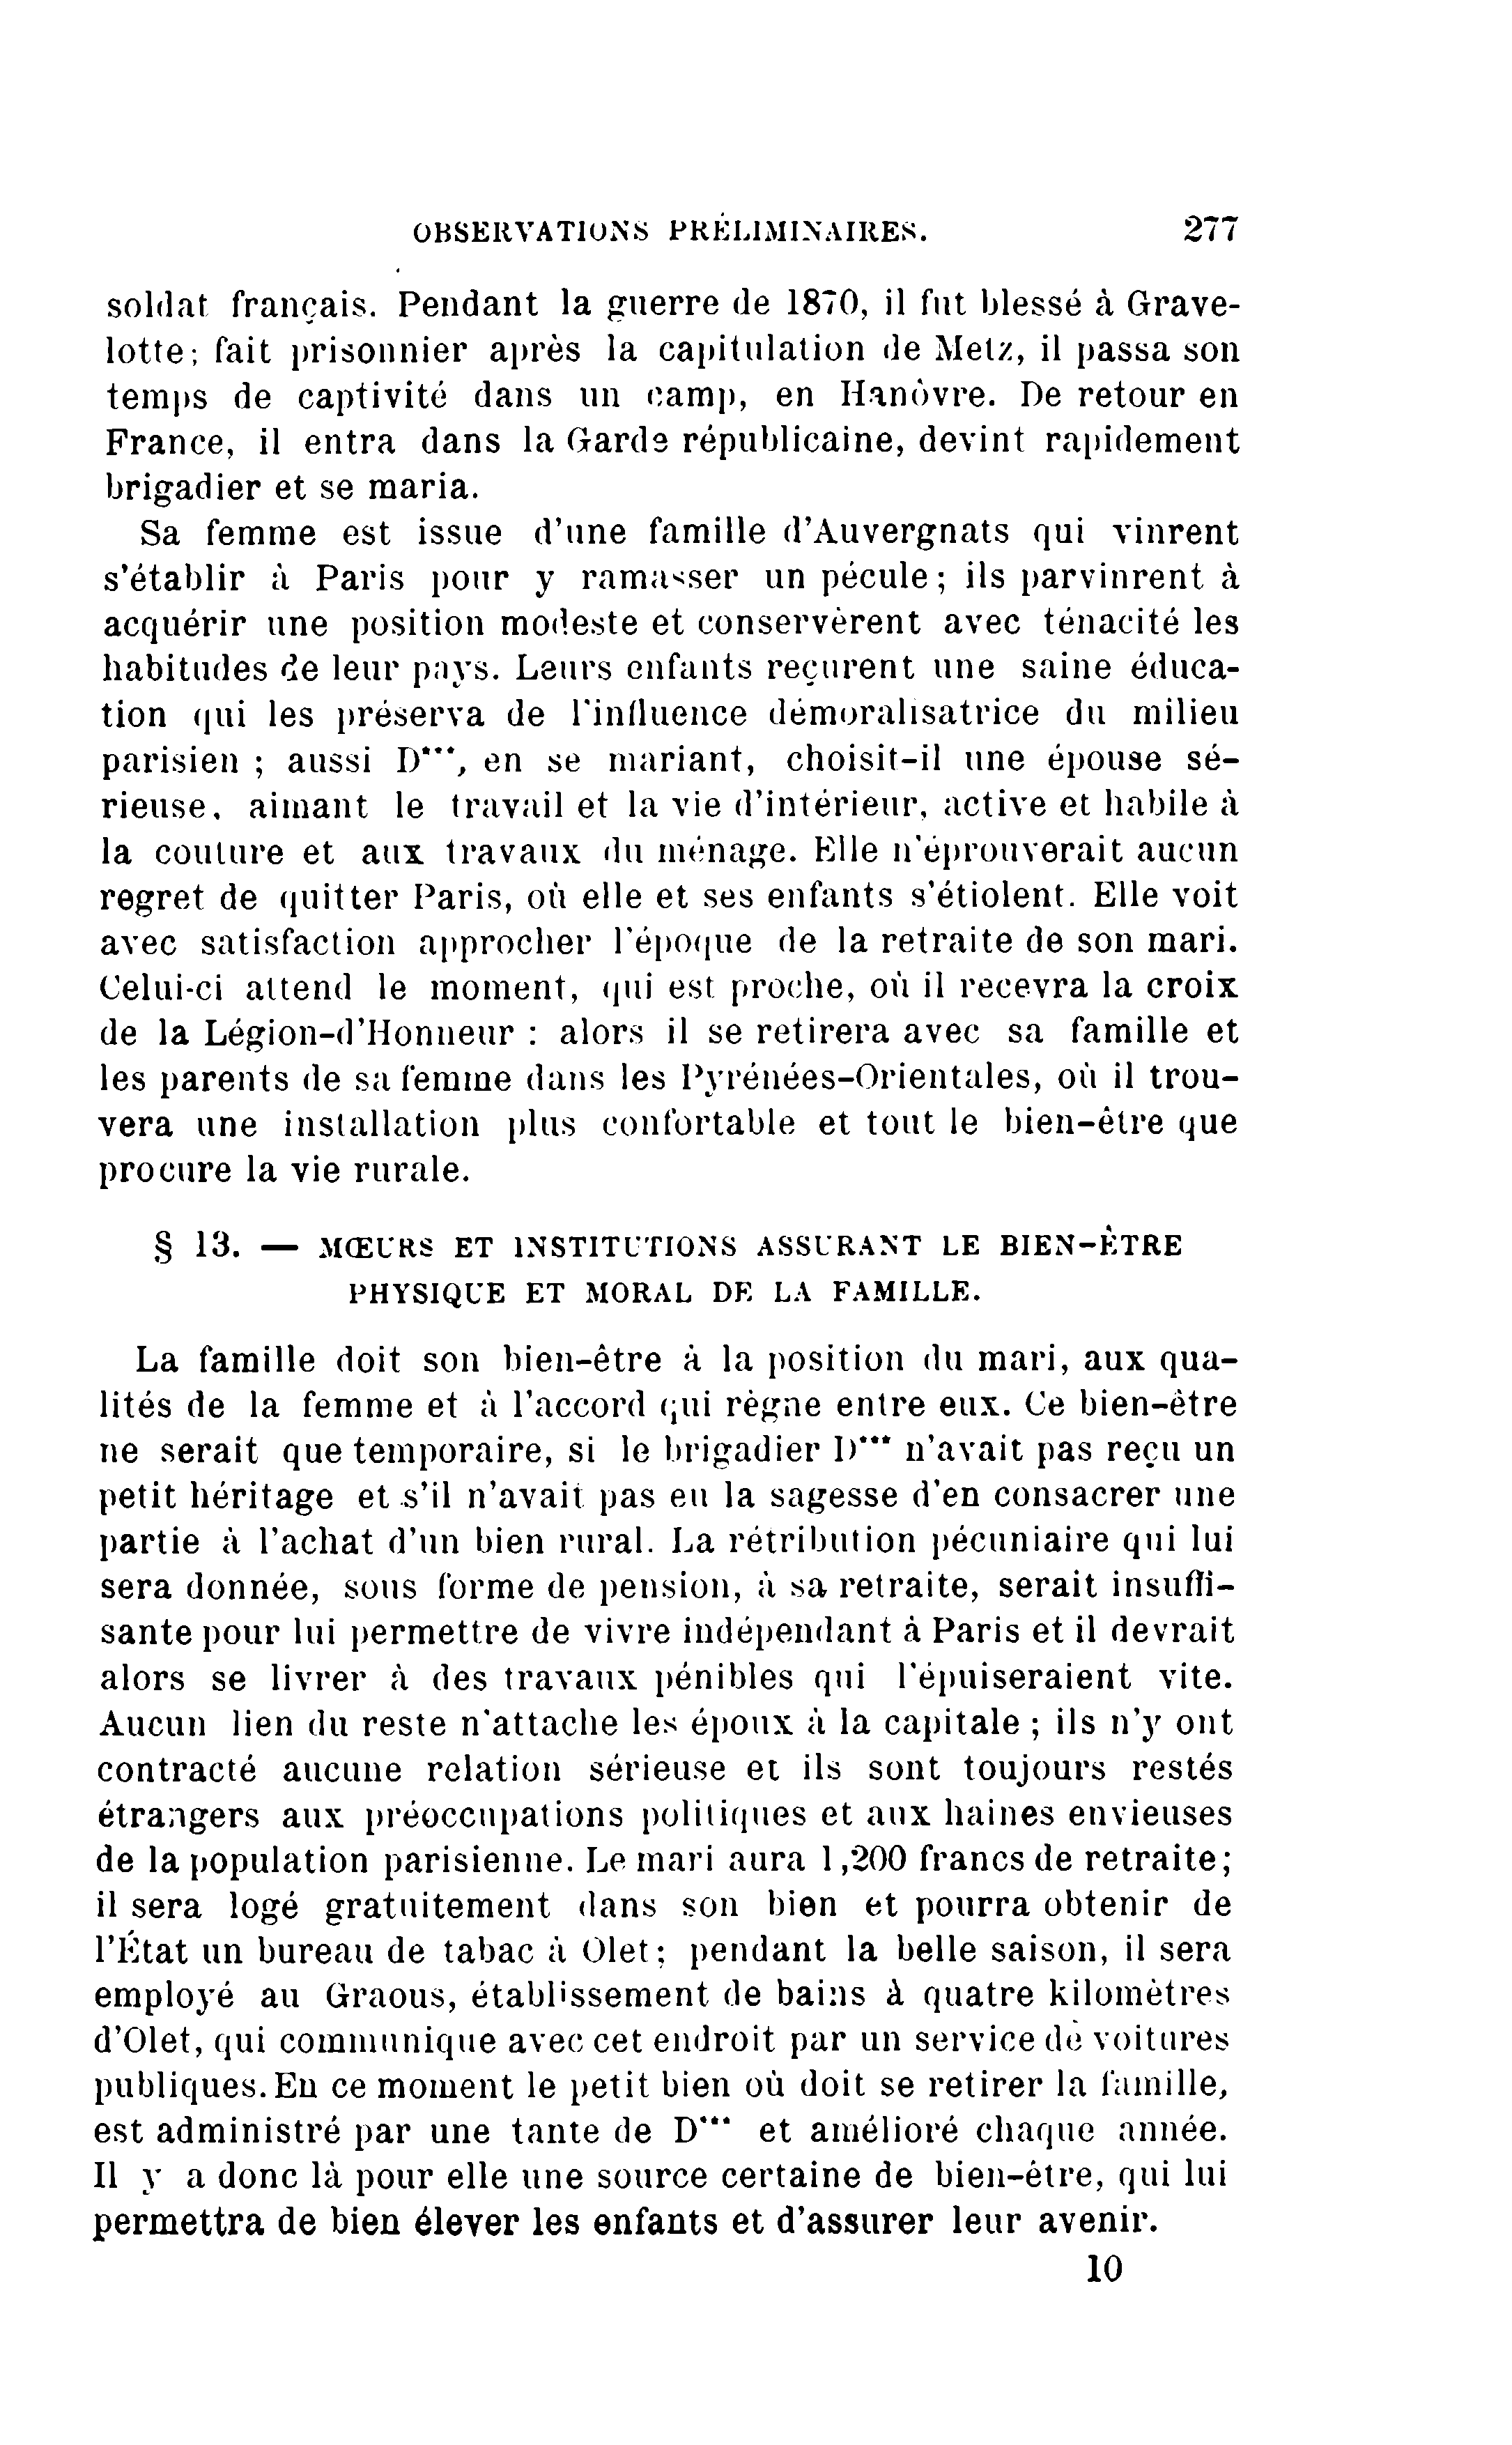 OBSERVATIONS PRÉLIMINAIRES. 277
soldat français. Pendant la guerre de 1870, il fut blessé à Grave-
lotte; fait prisonnier après la capitulation de Metz, il passa son
temps de captivité dans un camp, en Hanòvre. De retour en
France, il entra dans la Garde républicaine, devint rapidement
brigadier et se maria.
Sa femme est issue d'une famille d'Auvergnats qui vinrent
s'établir à Paris pour y ramasser un pécule; ils parvinrent à
acquérir une position modeste et conservèrent avec ténacité les
habitudes de leur pays. Leurs enfants reçurent une saine éduca-
tion qui les préserva de l'influence démoralisatrice du milieu
parisien ; aussi D***, en se mariant, choisit-il une épouse sé-
rieuse, aimant le travail et la vie d'intérieur, active et habile à
la couture et aux travaux du ménage. Elle n'éprouverait aucun
regret de quitter Paris, où elle et ses enfants s'étiolent. Elle voit
avec satisfaction approcher l'époque de la retraite de son mari.
Celui-ci attend le moment, qui est proche, où il recevra la croix
de la Légion-d'Honneur : alors il se retirera avec sa famille et
les parents de sa femme dans les Pyrénées-Orientales, où il trou-
vera une installation plus confortable et tout le bien-être que
procure la vie rurale.
§ 13. — MŒURS ET INSTITUTIONS ASSURANT LE BIEN-ÊTRE
PHYSIQUE ET MORAL DE LA FAMILLE.
La famille doit son bien-être à la position du mari, aux qua-
lités de la femme et à l'accord qui règne entre eux. Ce bien-être
ne serait que temporaire, si le brigadier D*** n'avait pas reçu un
petit héritage et s'il n'avait pas eu la sagesse d'en consacrer une
partie à l'achat d'un bien rural. La rétribution pécuniaire qui lui
sera donnée, sous forme de pension, à sa retraite, serait insuffi-
sante pour lui permettre de vivre indépendant à Paris et il devrait
alors se livrer à des travaux pénibles qui l'épuiseraient vite.
Aucun lien du reste n'attache les époux à la capitale ; ils n'y ont
contracté aucune relation sérieuse et ils sont toujours restés
étrangers aux préoccupations politiques et aux haines envieuses
de la population parisienne. Le mari aura 1,200 francs de retraite;
il sera logé gratuitement dans son bien et pourra obtenir de
l'État un bureau de tabac à Olet; pendant la belle saison, il sera
employé au Graous, établissement de bains à quatre kilomètres
d'Olet, qui communique avec cet endroit par un service de voitures
publiques. En ce moment le petit bien où doit se retirer la famille,
est administré par une tante de D*** et amélioré chaque année.
Il y a donc là pour elle une source certaine de bien-être, qui lui
permettra de bien élever les enfants et d'assurer leur avenir.
10